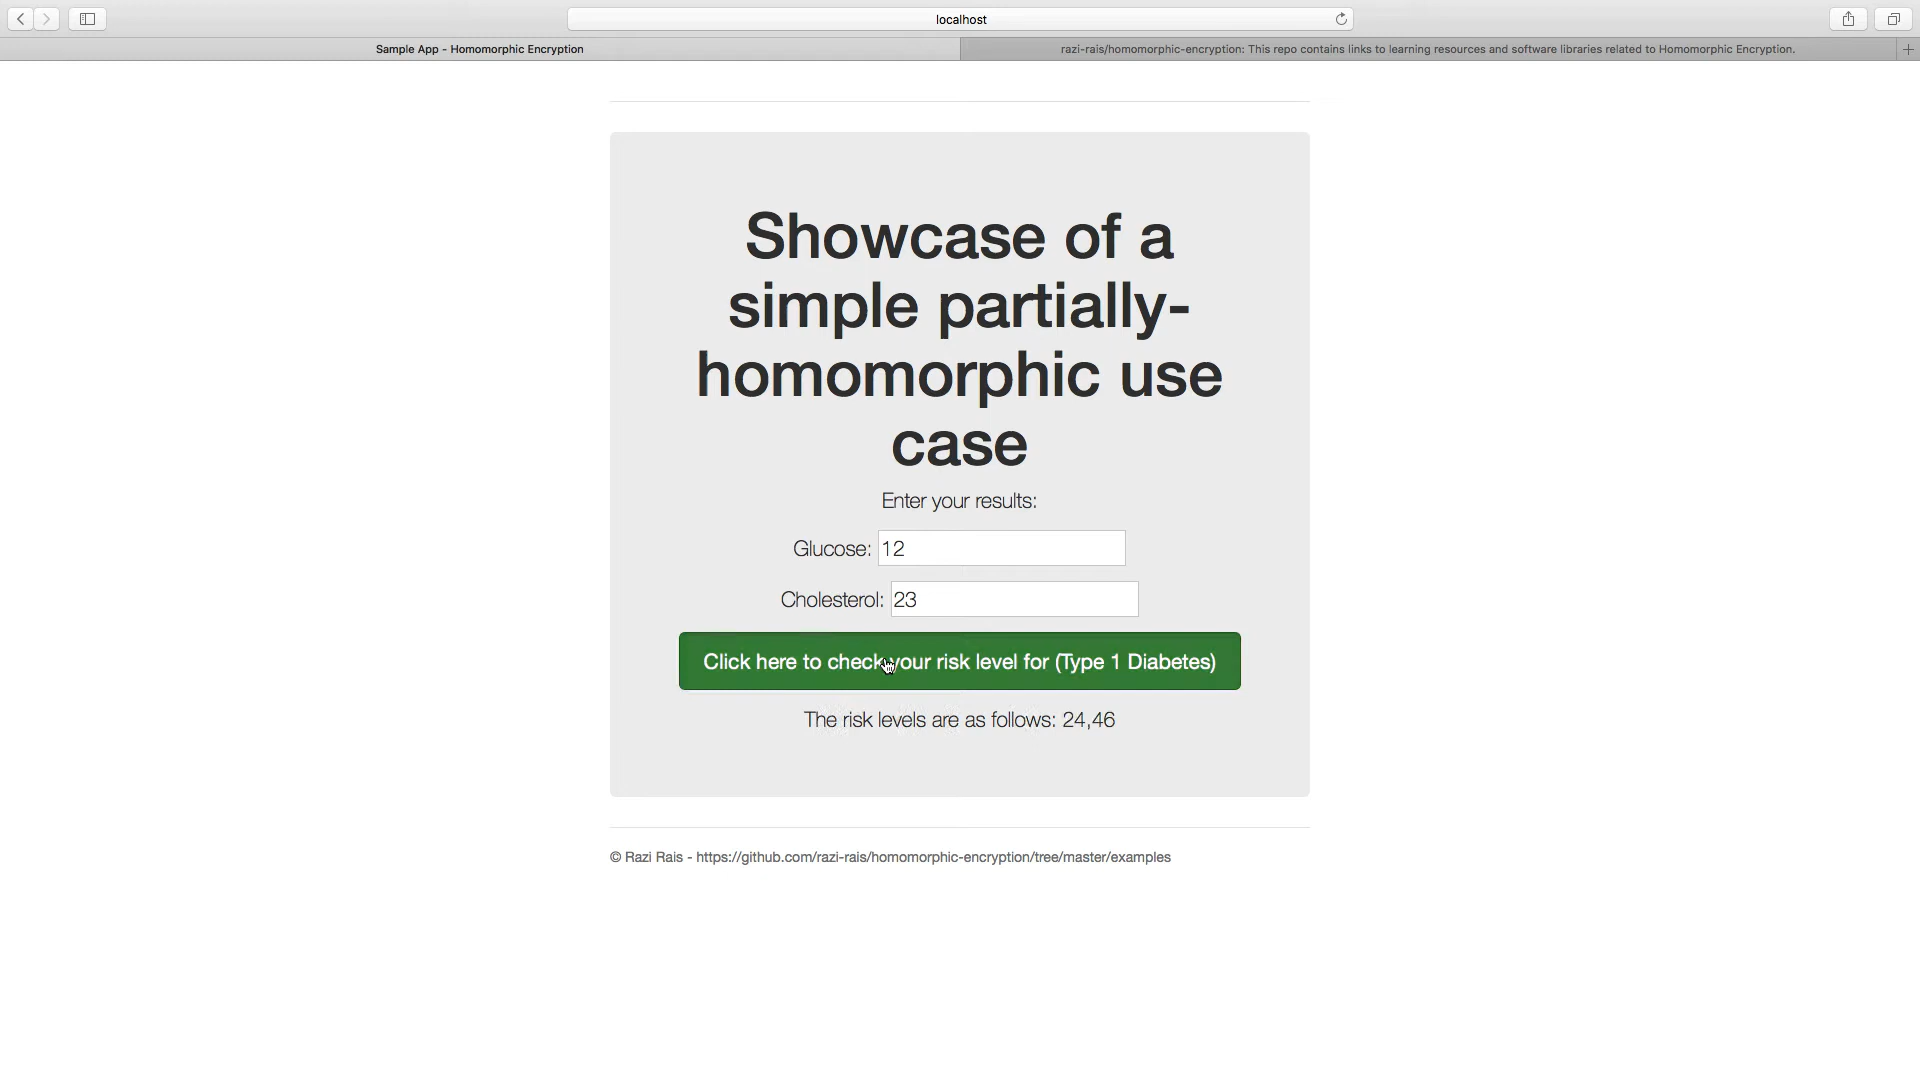 localhost
Sample App - Homomorphic Encryption
razi-rais/homomorphic-encryption: This repo contains links to learning resources and software libraries related to Homomorphic Encryption.
Showcase of a
simple partially-
homomorphic use
case
Enter your results:
Glucose: 12
Cholesterol: 23
Click here to check your risk level for (Type 1 Diabetes)
The risk levels are as follows: 24,46
© Razi Rais - https://github.com/razi-rais/homomorphic-encryption/tree/master/examples